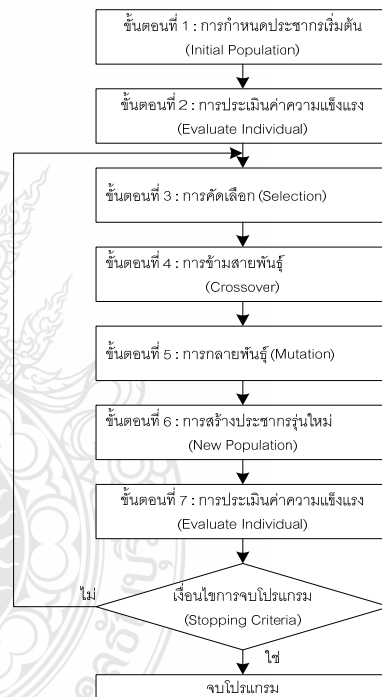 ขั้นตอนที่ 1 : การกำหนดประชากรเริ่มต้น
(Initial Population)
ขั้นตอนที่ 2 : การประเมินค่าความแข็งแรง
(Evaluate Individual)
ขั้นตอนที่ 3 : การคัดเลือก (Selection)
ขั้นตอนที่ 4 : การข้ามสายพันธุ์
(Crossover)
ขั้นตอนที่ 5 : การกลายพันธุ์ (Mutation)
ขั้นตอนที่ 6 : การสร้างประชากรรุ่นใหม่
(New Population)
ขั้นตอนที่ 7 : การประเมินค่าความแข็งแรง
(Evaluate Individual)
ไม่
เงื่อนไขการจบโปรแกรม
(Stopping Criteria)
ใช่
จบโปรแกรม